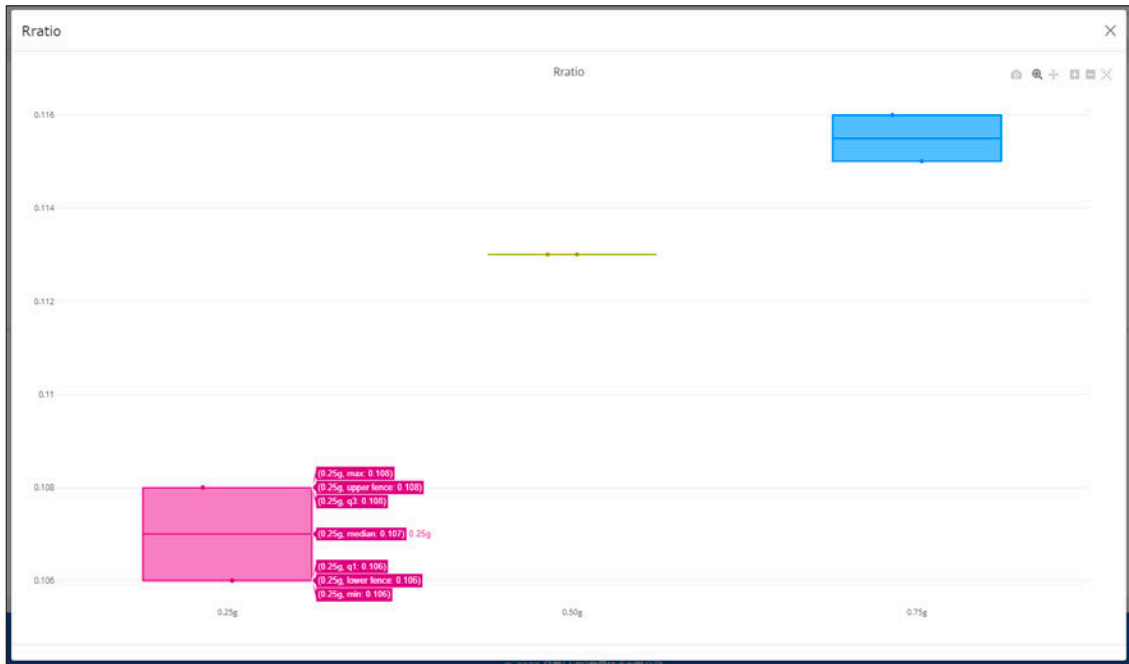 Rratio
Rratio
0.116
0.114
0.112
0.11
0.108
0.106
(0.25g, max: 0.108)
(0.25g, upper fence: 0.108)
(0.25g, q3: 0.108)
(0.25g, median: 0.107) 0.25g
(0.25g, q1: 0.106)
(0.25g, lower fence: 0.106)
(0.25g, min: 0.106)
0.25g
0.50g
0.75g